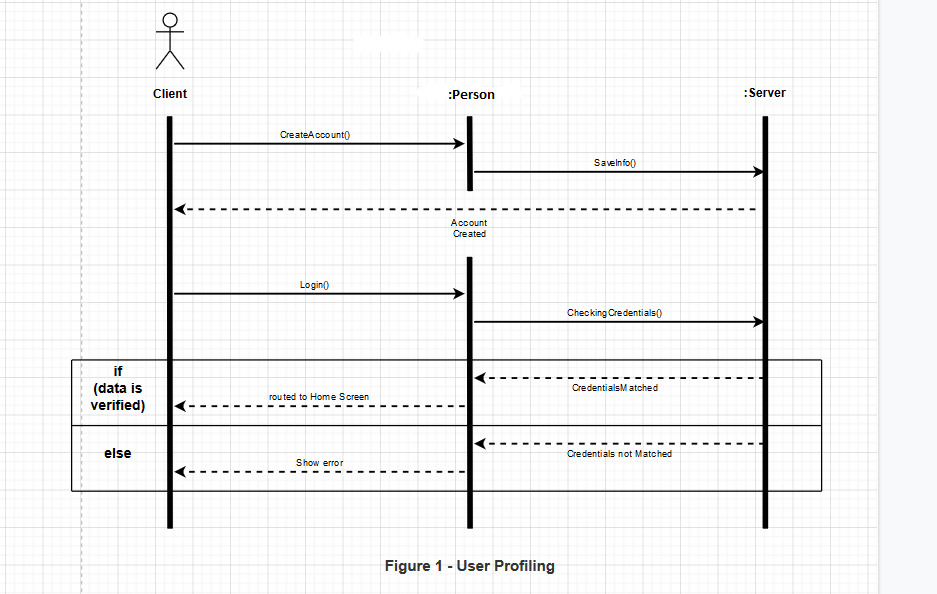 Client
:Person
:Server
CreateAccount()
SaveInfo()
Account
Created
Login()
CheckingCredentials()
if
(data is
verified)
CredentialsMatched
routed to Home Screen
else
Credentials not Matched
Show error
Figure 1 - User Profiling